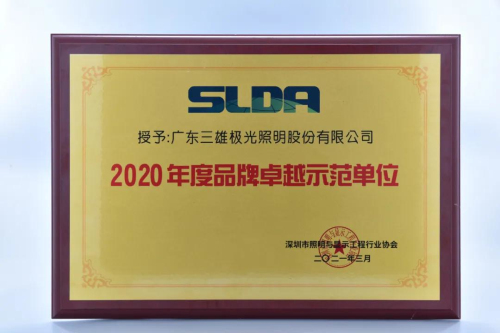 SLDA
授予:广东三雄极光照明股份有限公司
2020年度品牌卓越示范单位
深圳市照明与显示工程行业协会
二〇二一年三月